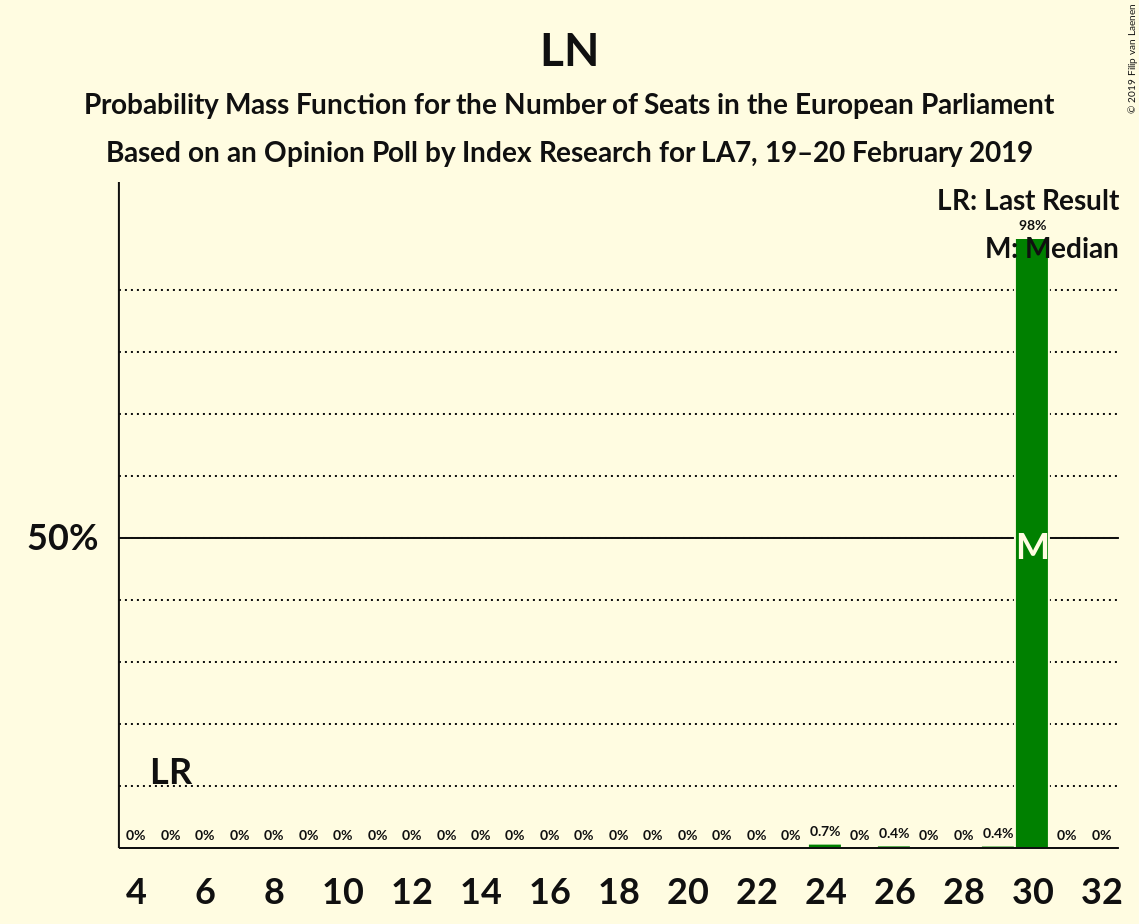 LN
Probability Mass Function for the Number of Seats in the European Parliament
Based on an Opinion Poll by Index Research for LA7, 19–20 February 2019
© 2019 Filip van Laenen
LR: Last Result
98%
M: Median
50%
M
LR
0% 0% 0% 0% 0% 0% 0% 0% 0% 0% 0% 0% 0% 0% 0% 0% 0% 0% 0% 0% 0.7% 0% 0.4% 0% 0% 0.4% 0% 0%
4 6 8 10 12 14 16 18 20 22 24 26 28 30 32